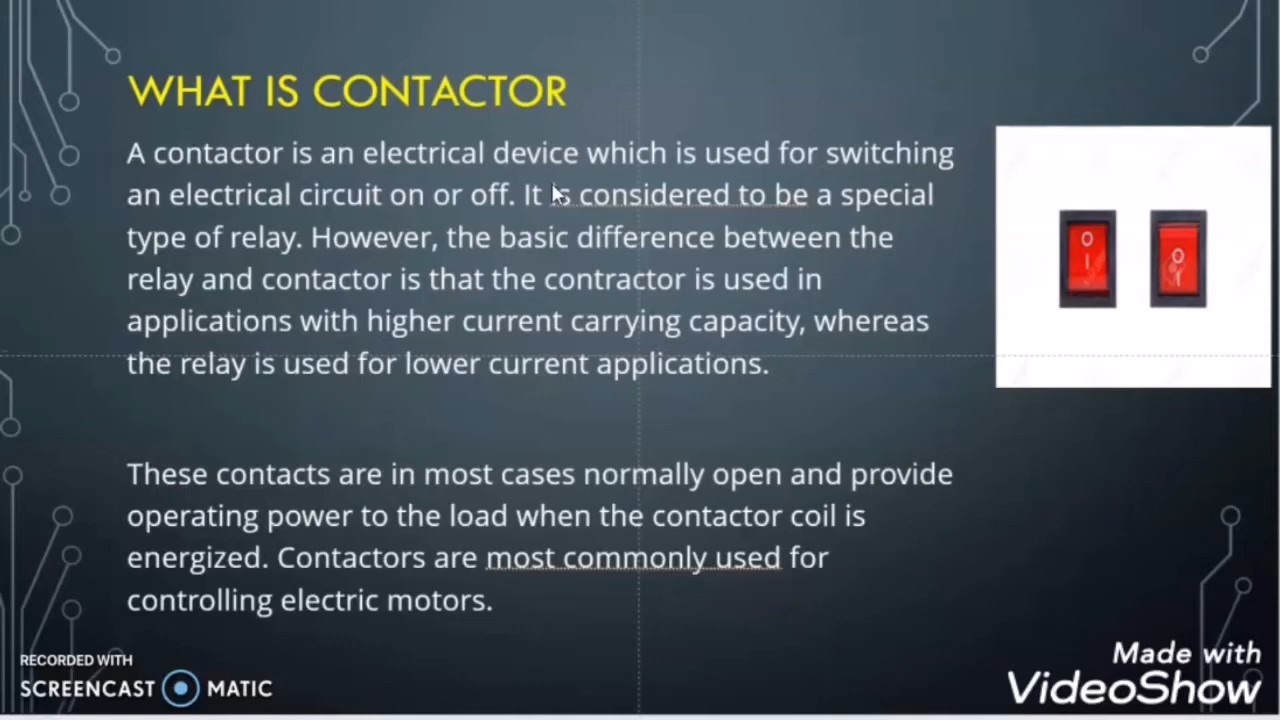 WHAT IS CONTACTOR
A contactor is an electrical device which is used for switching
an electrical circuit on or off. It is considered to be a special
type of relay. However, the basic difference between the
relay and contactor is that the contractor is used in
applications with higher current carrying capacity, whereas
the relay is used for lower current applications.
These contacts are in most cases normally open and provide
operating power to the load when the contactor coil is
energized. Contactors are most commonly used for
controlling electric motors.
RECORDED WITH
SCREENCAST MATIC
Made with
VideoShow